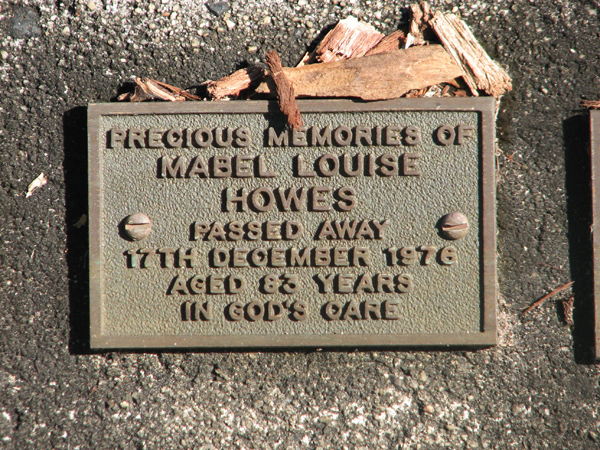 PRECIOUS MEMORIES OF
MABEL LOUISE
HOWES
PASSED AWAY
17TH DECEMBER 1976
AGED 83 YEARS
IN GOD'S CARE